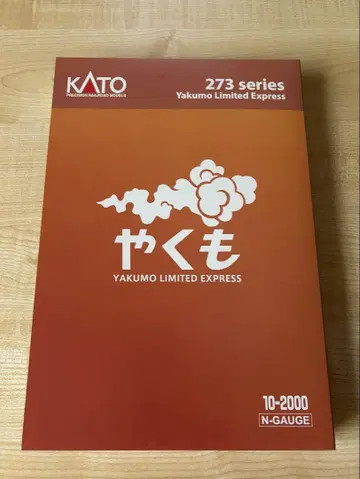 KATO
PRECISION RAILROAD MODELS
273 series
Yakumo Limited Express
やくも
YAKUMO LIMITED EXPRESS
10-2000
N-GAUGE